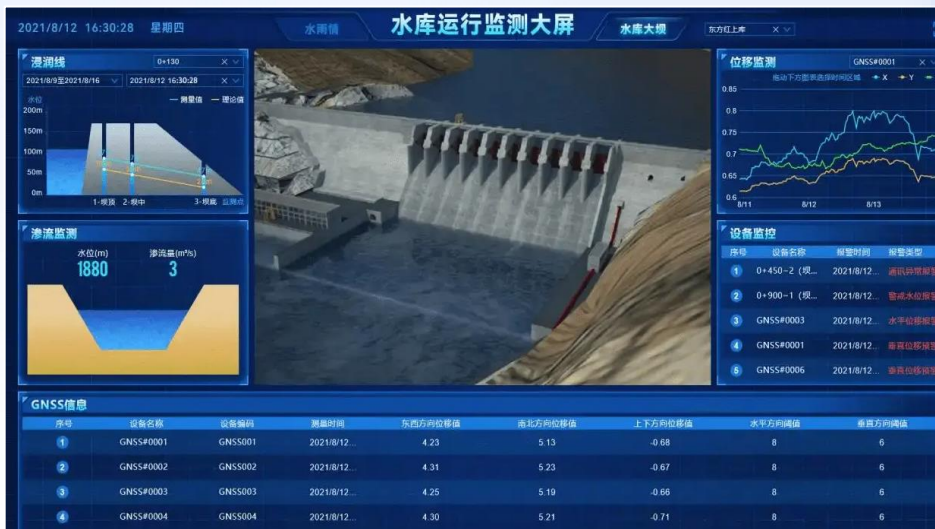 2021/8/12 16:30:28 星期四
水雨情
水库运行监测大屏
水库大坝
东方红上库
浸润线
0+130
2021/8/9至2021/8/16
2021/8/12 16:30:28
水位
测量值
理论值
200m
150m
100m
50m
0m
1-坝顶 2-坝中 3-坝底 监测点
渗流监测
水位(m) 渗流量(m³/s)
1880 3
位移监测
GNSS#0001
拖动下方图表选择时间区域 X Y
0.85
0.8
0.75
0.7
0.65
0.6
8/11 8/12 8/13
设备监控
序号 设备名称 报警时间 报警类型
1 0+450~2 (坝... 2021/8/12... 通讯异常报警
2 0+900~1 (坝... 2021/8/12... 警戒水位报警
3 GNSS#0003 2021/8/12... 水平位移报警
4 GNSS#0001 2021/8/12... 垂直位移预警
5 GNSS#0006 2021/8/12... 垂直位移预警
GNSS信息
序号 设备名称 设备编码 测量时间 东西方向位移值 南北方向位移值 上下方向位移值 水平方向阈值 垂直方向阈值
1 GNSS#0001 GNSS001 2021/8/12... 4.23 5.13 -0.68 8 6
2 GNSS#0002 GNSS002 2021/8/12... 4.31 5.23 -0.67 8 6
3 GNSS#0003 GNSS003 2021/8/12... 4.25 5.19 -0.66 8 6
4 GNSS#0004 GNSS004 2021/8/12... 4.30 5.21 -0.71 8 6